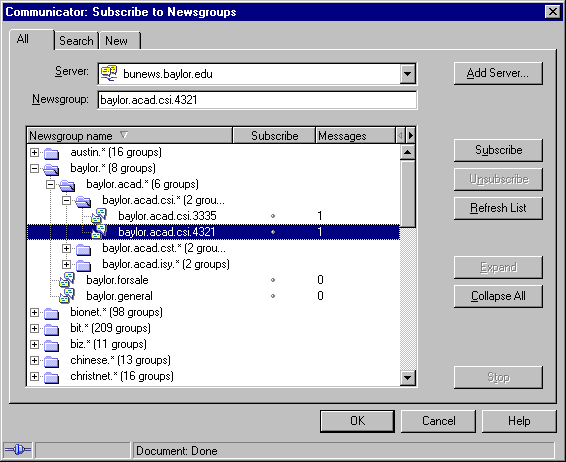 Communicator: Subscribe to Newsgroups
All Search New
Server: bunews.baylor.edu Add Server...
Newsgroup: baylor.acad.csi.4321
Newsgroup name Subscribe Messages
austin.* (16 groups)
baylor.* (8 groups)
baylor.acad.* (6 groups)
baylor.acad.csi.* (2 grou...
baylor.acad.csi.3335 1
baylor.acad.csi.4321 1
baylor.acad.cst.* (2 grou...
baylor.acad.isy.* (2 groups)
baylor.forsale 0
baylor.general 0
bionet.* (98 groups)
bit.* (209 groups)
biz.* (11 groups)
chinese.* (13 groups)
christnet.* (16 groups)
Subscribe
Unsubscribe
Refresh List
Expand
Collapse All
Stop
OK Cancel Help
Document: Done